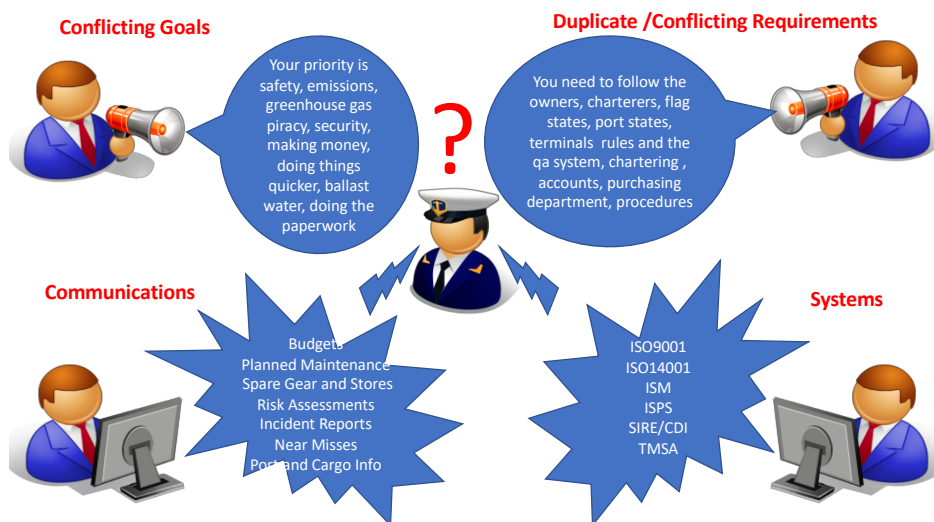 Conflicting Goals
Your priority is
safety, emissions,
greenhouse gas
piracy, security,
making money,
doing things
quicker, ballast
water, doing the
paperwork
?
Duplicate /Conflicting Requirements
You need to follow the
owners, charterers, flag
states, port states,
terminals rules and the
qa system, chartering ,
accounts, purchasing
department, procedures
Communications
Budgets
Planned Maintenance
Spare Gear and Stores
Risk Assessments
Incident Reports
Near Misses
Port and Cargo Info
Systems
ISO9001
ISO14001
ISM
ISPS
SIRE/CDI
TMSA